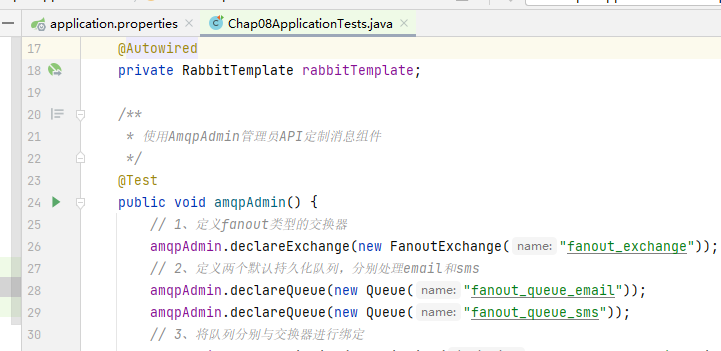 application.properties × Chap08ApplicationTests.java ×
17 @Autowired
18 private RabbitTemplate rabbitTemplate;
19
20 /**
21 * 使用AmqpAdmin管理员API定制消息组件
22 */
23 @Test
24 public void amqpAdmin() {
25 // 1、定义fanout类型的交换器
26 amqpAdmin.declareExchange(new FanoutExchange( name: "fanout_exchange"));
27 // 2、定义两个默认持久化队列，分别处理email和sms
28 amqpAdmin.declareQueue(new Queue( name: "fanout_queue_email"));
29 amqpAdmin.declareQueue(new Queue( name: "fanout_queue_sms"));
30 // 3、将队列分别与交换器进行绑定